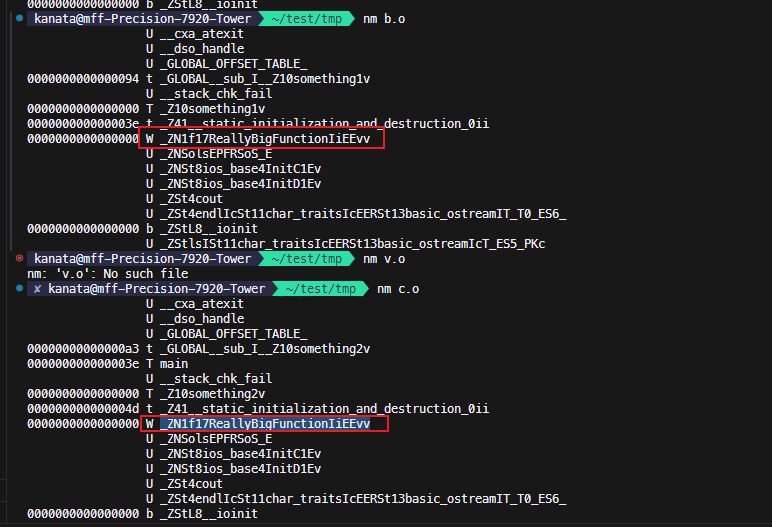 0000000000000000 b _ZStL8__ioinit
kanata@mff-Precision-7920-Tower ~/test/tmp nm b.o
U __cxa_atexit
U __dso_handle
U _GLOBAL_OFFSET_TABLE_
0000000000000094 t _GLOBAL__sub_I__Z10something1v
U __stack_chk_fail
0000000000000000 T _Z10something1v
000000000000003e t _Z41__static_initialization_and_destruction_0ii
0000000000000000 W _ZN1f17ReallyBigFunctionIiEEvv
U _ZNSolsEPFRSoS_E
U _ZNSt8ios_base4InitC1Ev
U _ZNSt8ios_base4InitD1Ev
U _ZSt4cout
U _ZSt4endlIcSt11char_traitsIcEERSt13basic_ostreamIT_T0_ES6_
0000000000000000 b _ZStL8__ioinit
U _ZStlsISt11char_traitsIcEERSt13basic_ostreamIcT_ES5_PKc
kanata@mff-Precision-7920-Tower ~/test/tmp nm v.o
nm: 'v.o': No such file
✘ kanata@mff-Precision-7920-Tower ~/test/tmp nm c.o
U __cxa_atexit
U __dso_handle
U _GLOBAL_OFFSET_TABLE_
00000000000000a3 t _GLOBAL__sub_I__Z10something2v
000000000000003e T main
U __stack_chk_fail
0000000000000000 T _Z10something2v
000000000000004d t _Z41__static_initialization_and_destruction_0ii
0000000000000000 W _ZN1f17ReallyBigFunctionIiEEvv
U _ZNSolsEPFRSoS_E
U _ZNSt8ios_base4InitC1Ev
U _ZNSt8ios_base4InitD1Ev
U _ZSt4cout
U _ZSt4endlIcSt11char_traitsIcEERSt13basic_ostreamIT_T0_ES6_
0000000000000000 b _ZStL8__ioinit